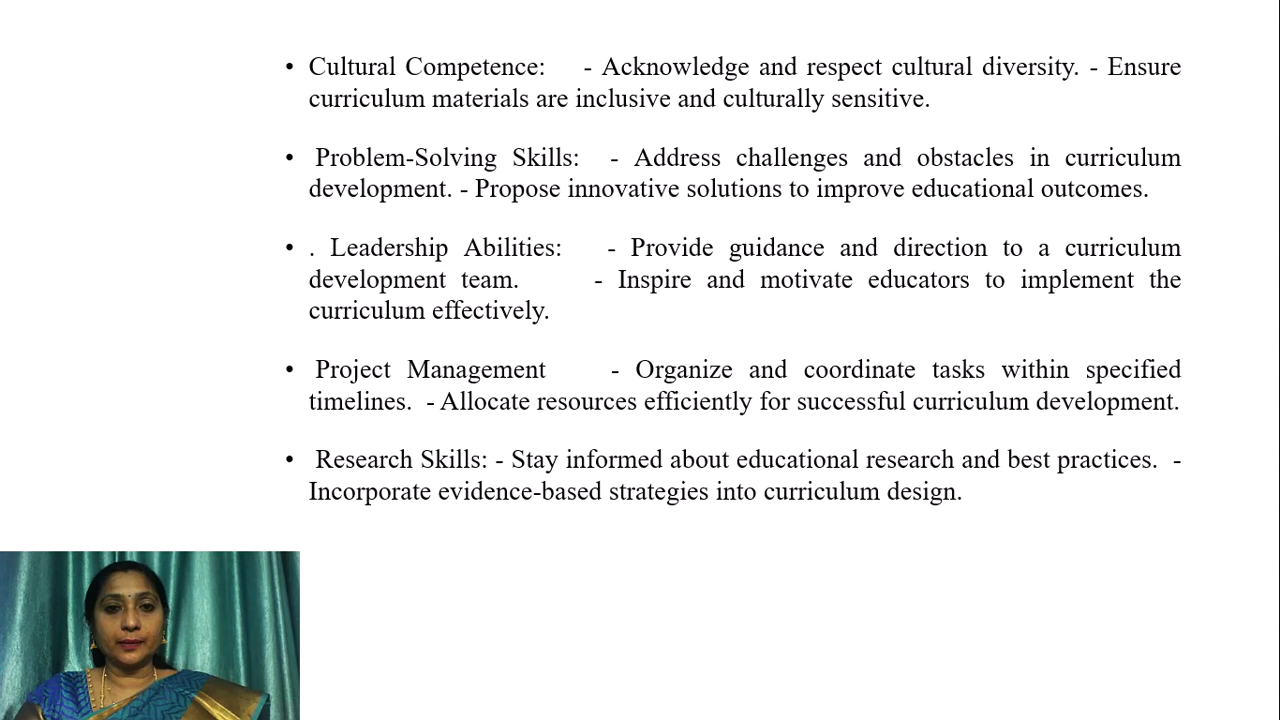 • Cultural Competence: - Acknowledge and respect cultural diversity. - Ensure
curriculum materials are inclusive and culturally sensitive.
• Problem-Solving Skills: - Address challenges and obstacles in curriculum
development. - Propose innovative solutions to improve educational outcomes.
• . Leadership Abilities: - Provide guidance and direction to a curriculum
development team. - Inspire and motivate educators to implement the
curriculum effectively.
• Project Management - Organize and coordinate tasks within specified
timelines. - Allocate resources efficiently for successful curriculum development.
• Research Skills: - Stay informed about educational research and best practices. -
Incorporate evidence-based strategies into curriculum design.